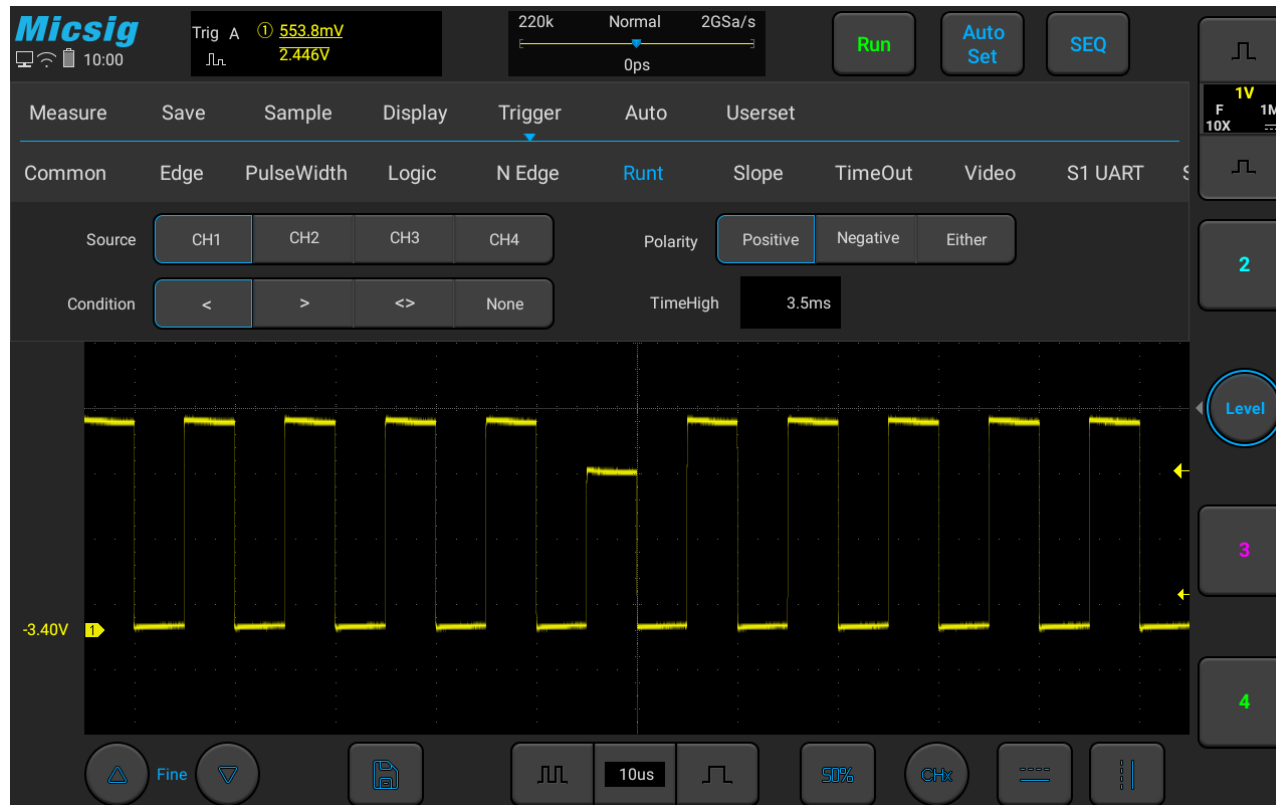 Micsig
10:00
Trig A ① 553.8mV
2.446V
220k Normal 2GSa/s
0ps
Run
Auto Set
SEQ
Measure Save Sample Display Trigger Auto Userset
Common Edge PulseWidth Logic N Edge Runt Slope TimeOut Video S1 UART S
Source CH1 CH2 CH3 CH4 Polarity Positive Negative Either
Condition < > <> None TimeHigh 3.5ms
1V
F 1M
10X
2
Level
3
-3.40V 1
4
Fine
10us
50%
CHx